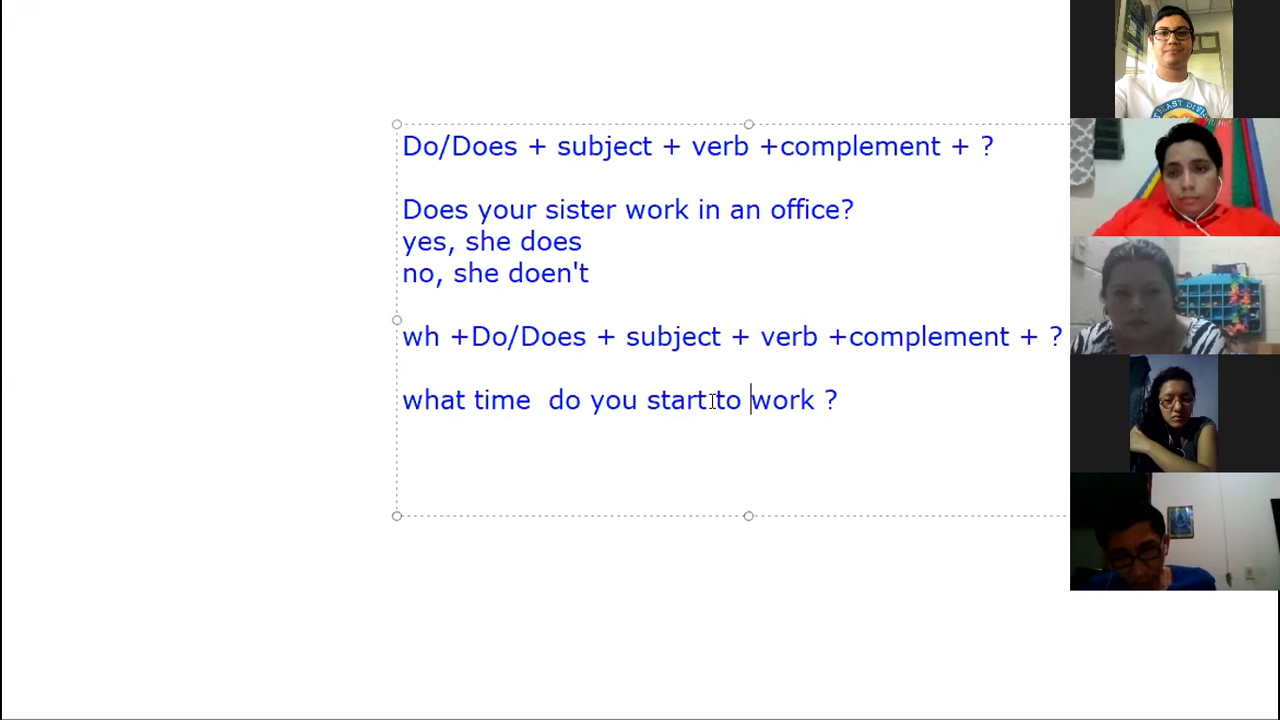 Do/Does + subject + verb +complement + ?
Does your sister work in an office?
yes, she does
no, she doen't
wh +Do/Does + subject + verb +complement + ?
what time  do you start to work ?